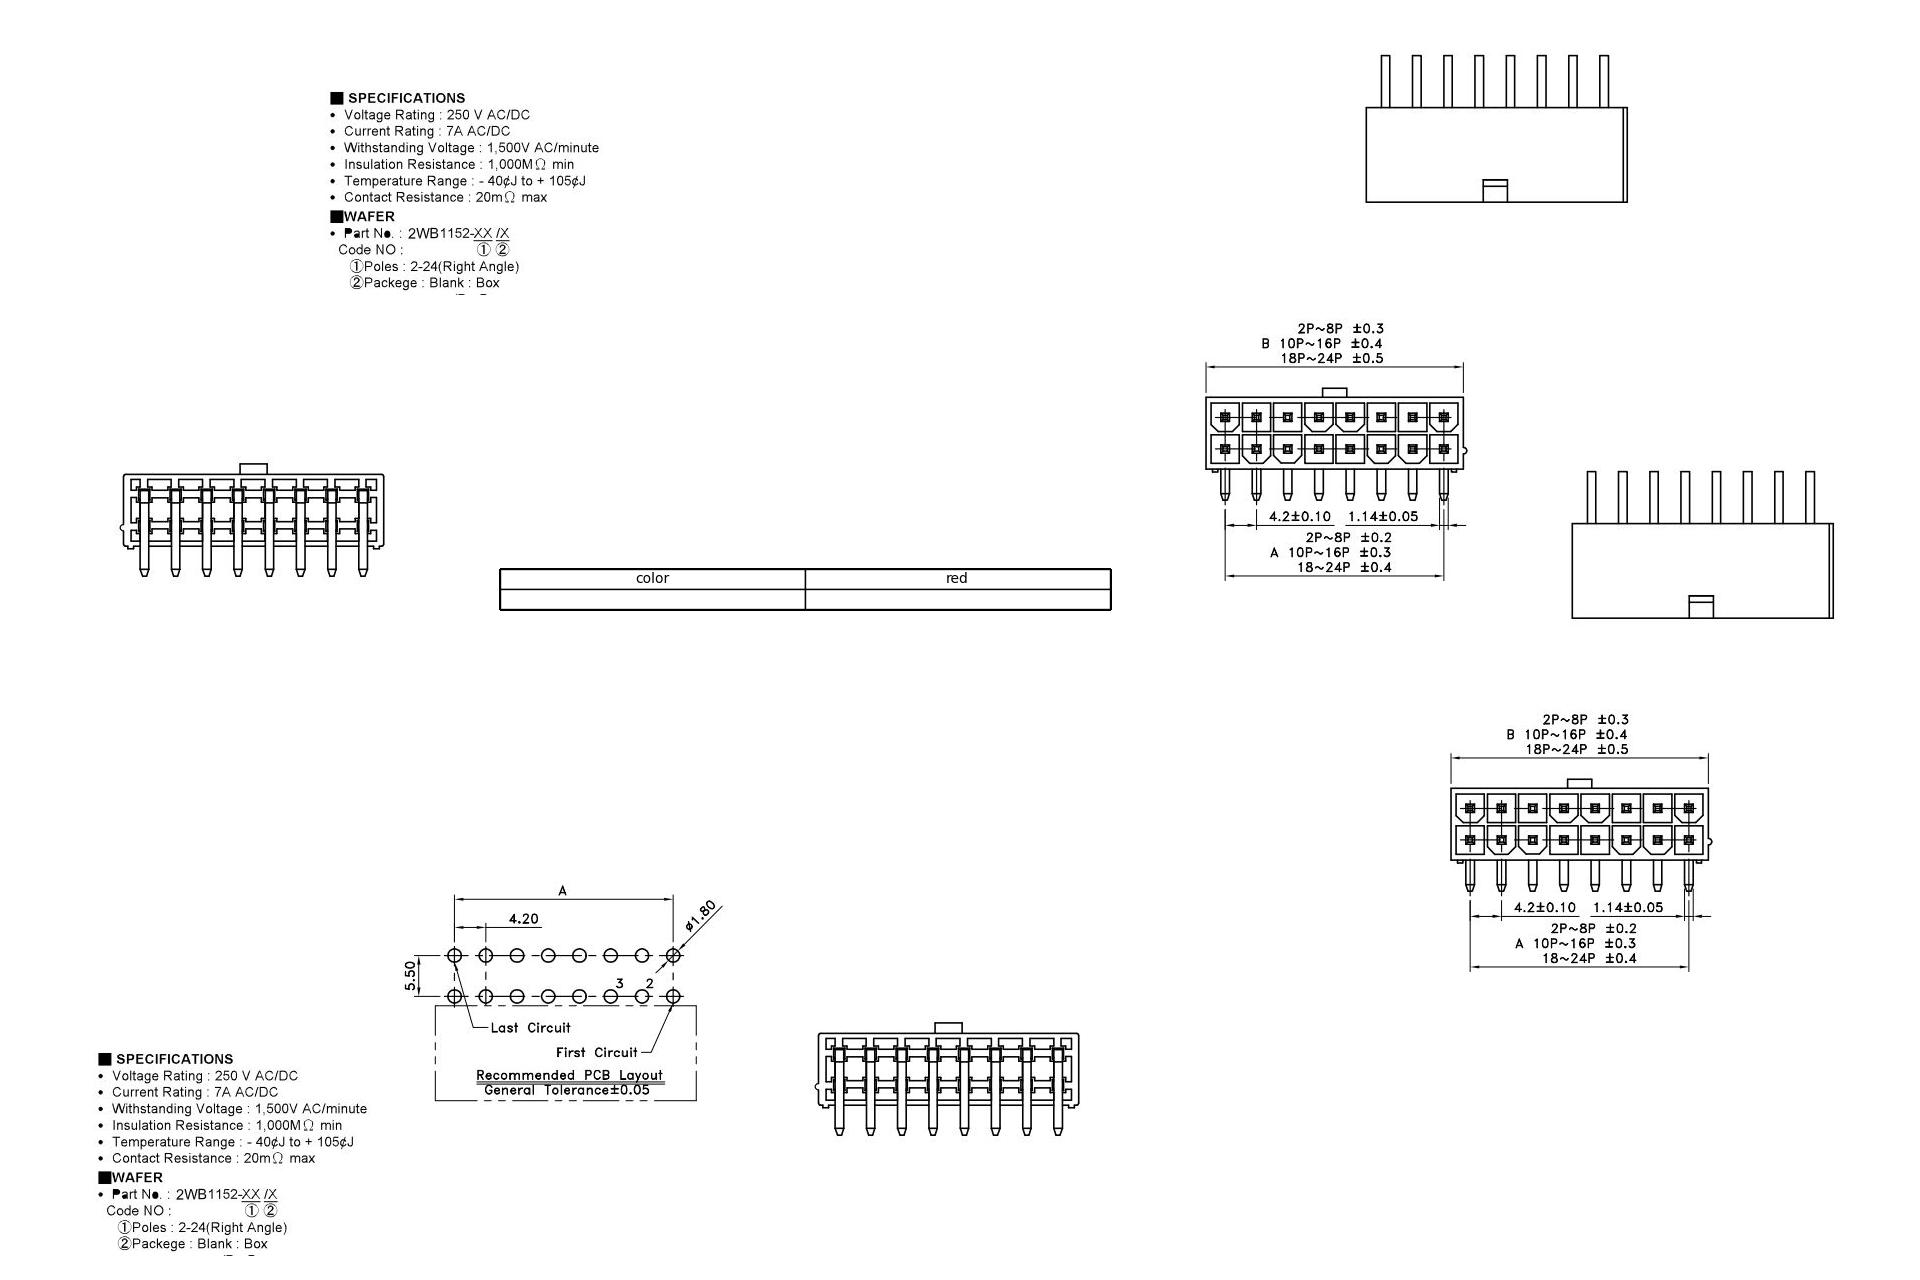 ■ SPECIFICATIONS
• Voltage Rating : 250 V AC/DC
• Current Rating : 7A AC/DC
• Withstanding Voltage : 1,500V AC/minute
• Insulation Resistance : 1,000MΩ min
• Temperature Range : - 40¢J to + 105¢J
• Contact Resistance : 20mΩ max
■WAFER
• Part No. : 2WB1152-XX /X
Code NO : ① ②
①Poles : 2-24(Right Angle)
②Packege : Blank : Box
2P~8P ±0.3
B 10P~16P ±0.4
18P~24P ±0.5
4.2±0.10 1.14±0.05
2P~8P ±0.2
A 10P~16P ±0.3
18~24P ±0.4
color red
2P~8P ±0.3
B 10P~16P ±0.4
18P~24P ±0.5
4.2±0.10 1.14±0.05
2P~8P ±0.2
A 10P~16P ±0.3
18~24P ±0.4
A
4.20
ø1.80
5.50
3 2
Last Circuit
First Circuit
Recommended PCB Layout
General Tolerance±0.05
■ SPECIFICATIONS
• Voltage Rating : 250 V AC/DC
• Current Rating : 7A AC/DC
• Withstanding Voltage : 1,500V AC/minute
• Insulation Resistance : 1,000MΩ min
• Temperature Range : - 40¢J to + 105¢J
• Contact Resistance : 20mΩ max
■WAFER
• Part No. : 2WB1152-XX /X
Code NO : ① ②
①Poles : 2-24(Right Angle)
②Packege : Blank : Box